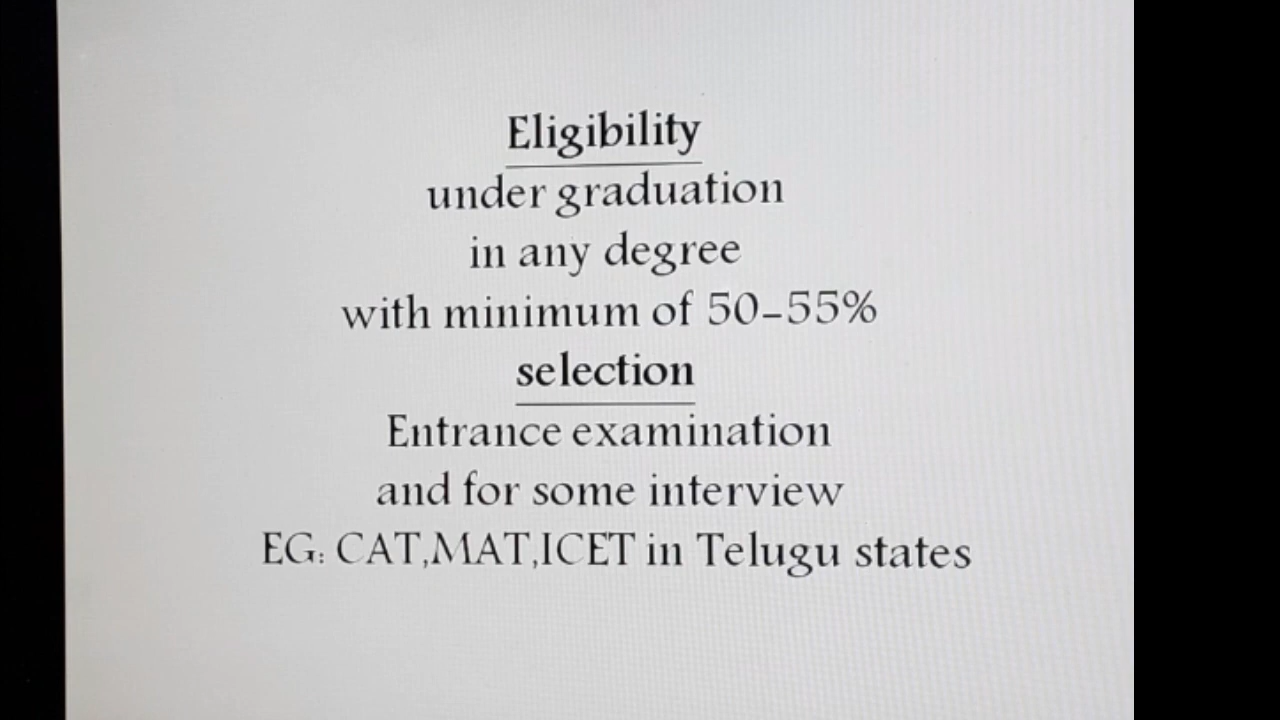 Eligibility
under graduation
in any degree
with minimum of 50-55%
selection
Entrance examination
and for some interview
EG: CAT,MAT,ICET in Telugu states